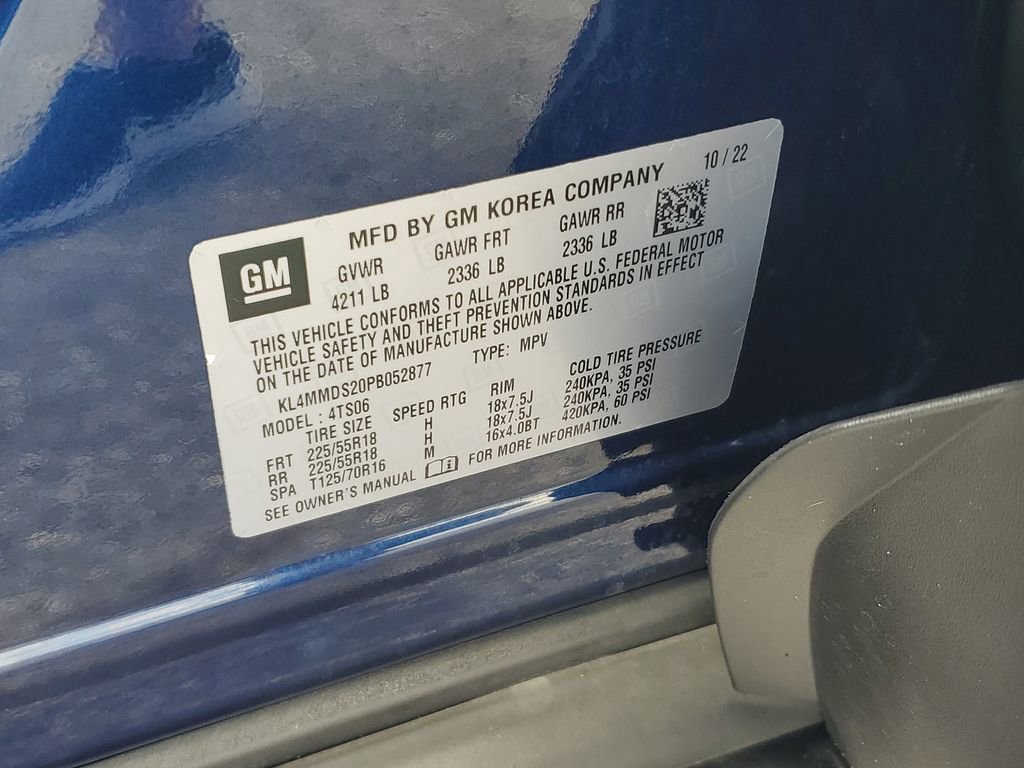 MFD BY GM KOREA COMPANY 10 / 22
GM
GVWR GAWR FRT GAWR RR
4211 LB 2336 LB 2336 LB
THIS VEHICLE CONFORMS TO ALL APPLICABLE U.S. FEDERAL MOTOR
VEHICLE SAFETY AND THEFT PREVENTION STANDARDS IN EFFECT
ON THE DATE OF MANUFACTURE SHOWN ABOVE.
KL4MMDS20PB052877 TYPE: MPV
MODEL: 4TS06
TIRE SIZE SPEED RTG RIM COLD TIRE PRESSURE
FRT 225/55R18 H 18x7.5J 240KPA, 35 PSI
RR 225/55R18 H 18x7.5J 240KPA, 35 PSI
SPA T125/70R16 M 16x4.0BT 420KPA, 60 PSI
SEE OWNER'S MANUAL FOR MORE INFORMATION.